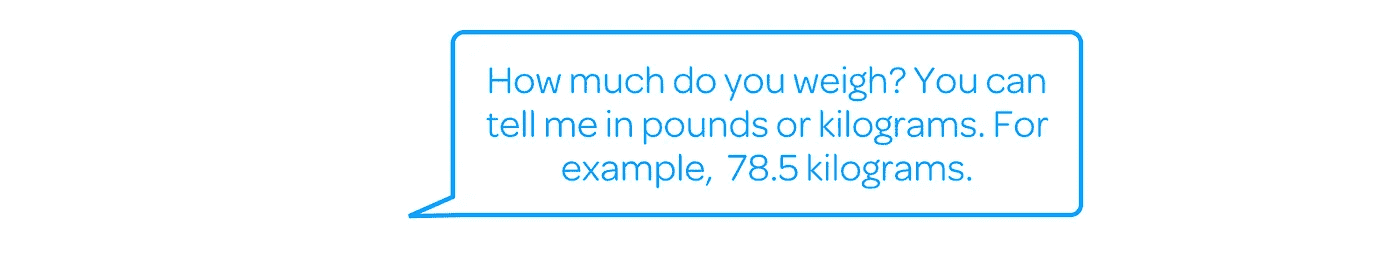 How much do you weigh? You can
tell me in pounds or kilograms. For
example,  78.5 kilograms.